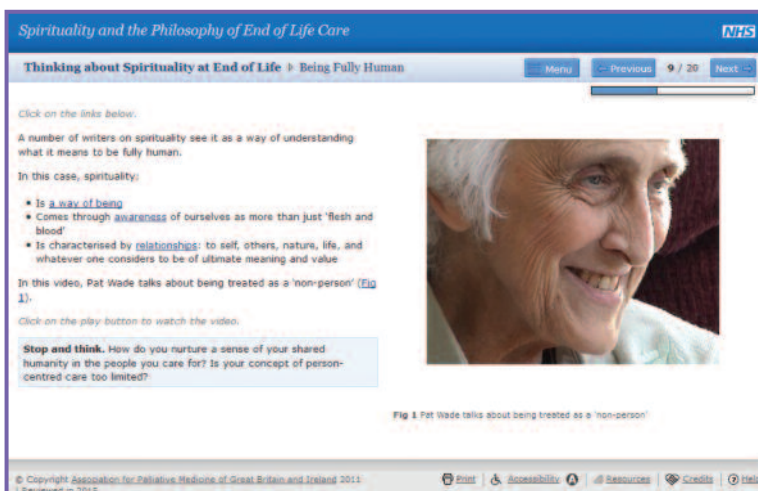 Spirituality and the Philosophy of End of Life Care
NHS
Thinking about Spirituality at End of Life Being Fully Human
Menu
Previous
9 / 20
Next
Click on the links below.
A number of writers on spirituality see it as a way of understanding
what it means to be fully human.
In this case, spirituality:
• Is a way of being
• Comes through awareness of ourselves as more than just 'flesh and
blood'
• Is characterised by relationships: to self, others, nature, life, and
whatever one considers to be of ultimate meaning and value
In this video, Pat Wade talks about being treated as a 'non-person' (Fig
1).
Click on the play button to watch the video.
Stop and think. How do you nurture a sense of your shared
humanity in the people you care for? Is your concept of person-
centred care too limited?
Fig 1 Pat Wade talks about being treated as a 'non-person'
© Copyright Association for Palliative Medicine of Great Britain and Ireland 2011
| Reviewed in 2015
Print
Accessibility
Resources
Credits
Help